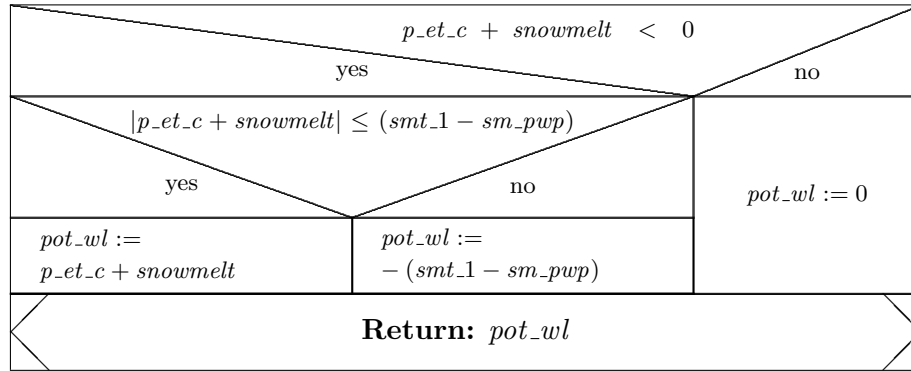 p_et_c + snowmelt < 0
yes
no
|p_et_c + snowmelt| ≤ (smt_1 − sm_pwp)
yes
no
pot_wl := 0
pot_wl :=
p_et_c + snowmelt
pot_wl :=
− (smt_1 − sm_pwp)
Return: pot_wl